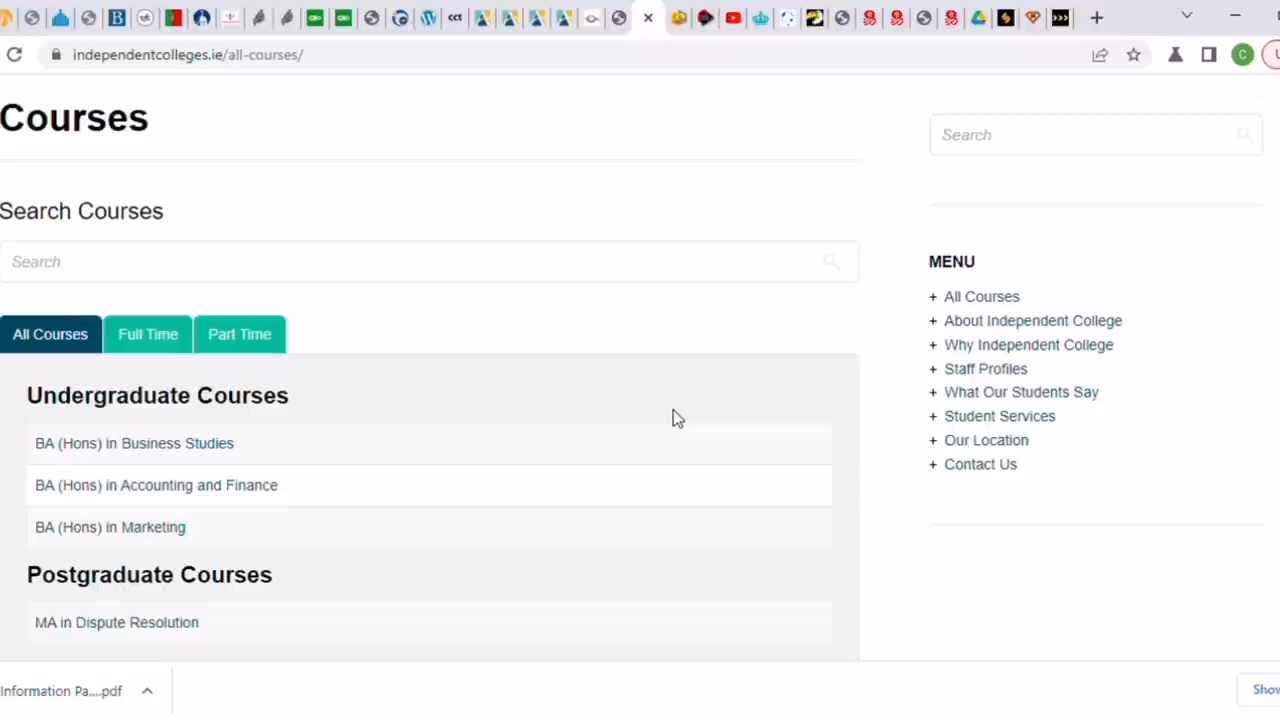 cct
independentcolleges.ie/all-courses/
C
Courses
Search
Search Courses
Search
All Courses
Full Time
Part Time
Undergraduate Courses
BA (Hons) in Business Studies
BA (Hons) in Accounting and Finance
BA (Hons) in Marketing
Postgraduate Courses
MA in Dispute Resolution
MENU
+ All Courses
+ About Independent College
+ Why Independent College
+ Staff Profiles
+ What Our Students Say
+ Student Services
+ Our Location
+ Contact Us
Information Pa....pdf
Show